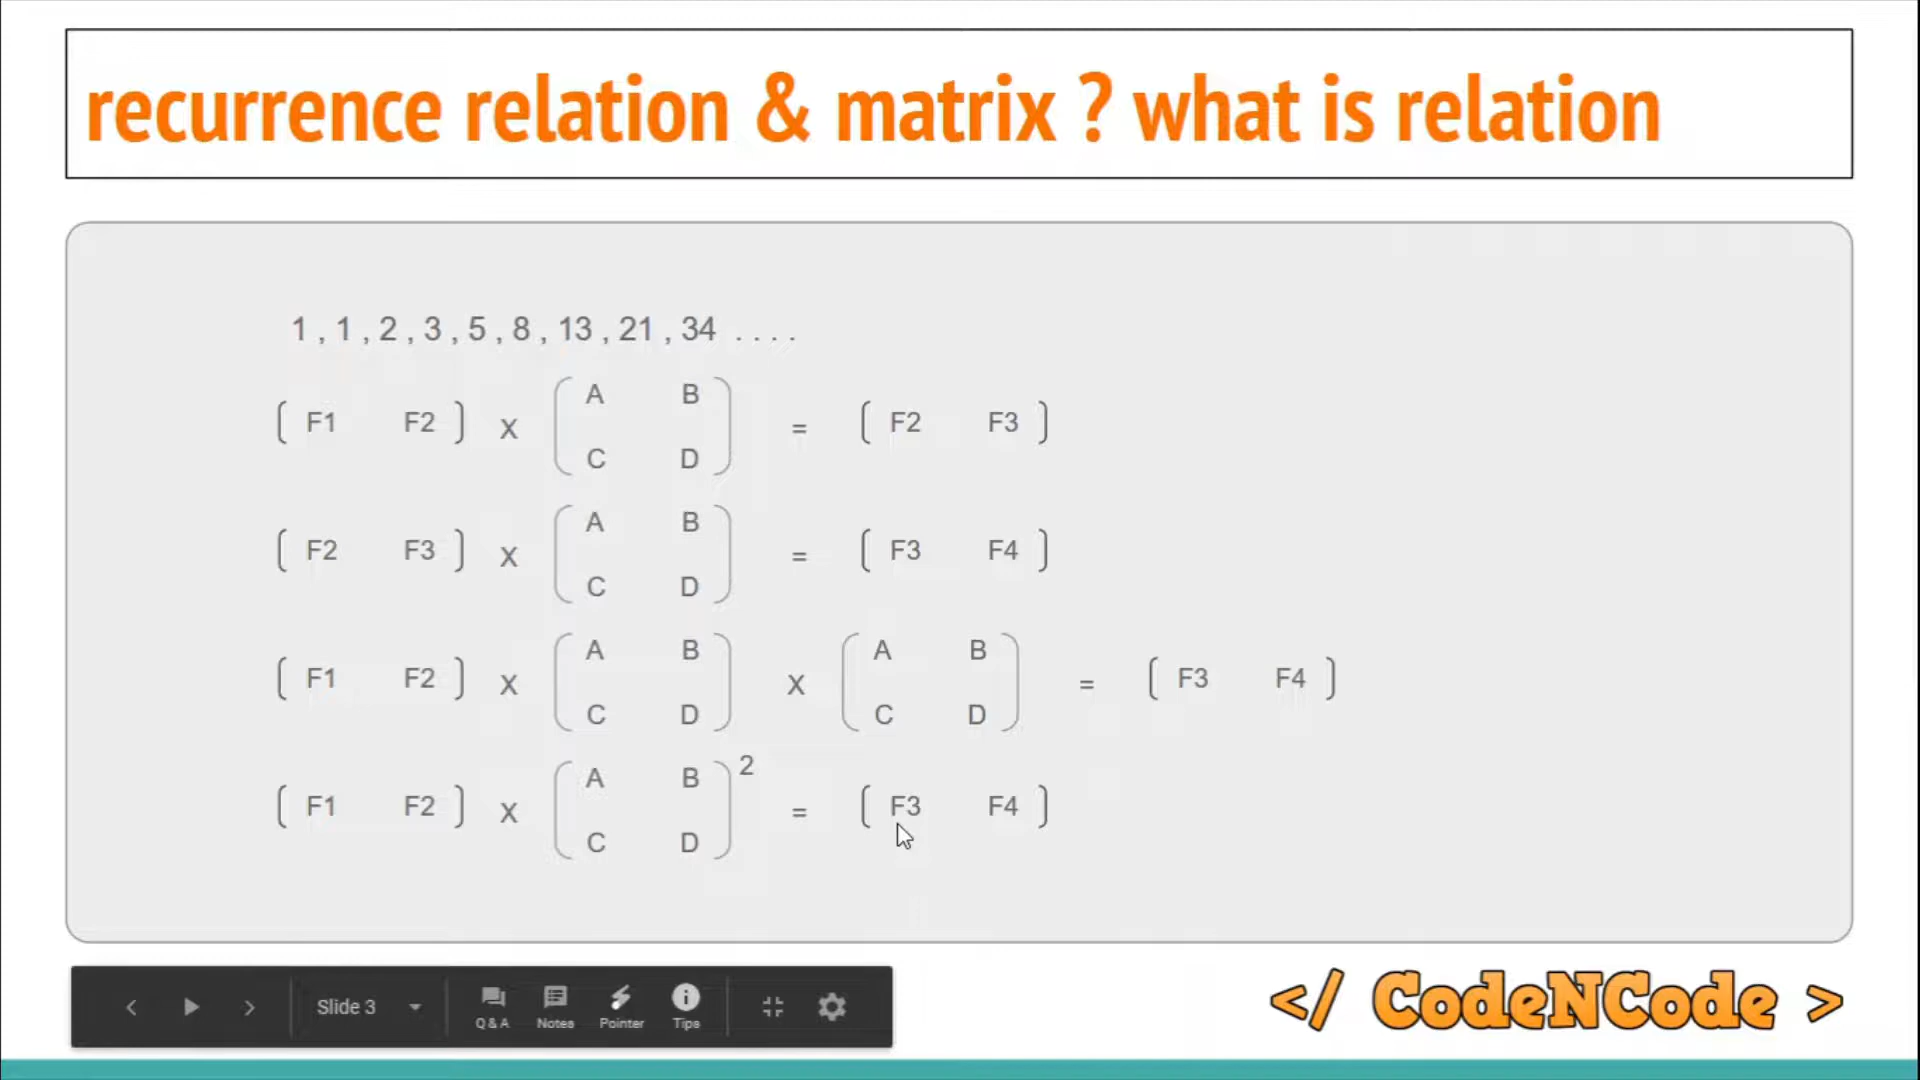 recurrence relation & matrix ? what is relation
1 , 1 , 2 , 3 , 5 , 8 , 13 , 21 , 34 . . . .
A B
( F1 F2 ) X = ( F2 F3 )
C D
A B
( F2 F3 ) X = ( F3 F4 )
C D
A B A B
( F1 F2 ) X X = ( F3 F4 )
C D C D
A B 2
( F1 F2 ) X = ( F3 F4 )
C D
Slide 3
Q & A Notes Pointer Tips
</ CodeNCode >